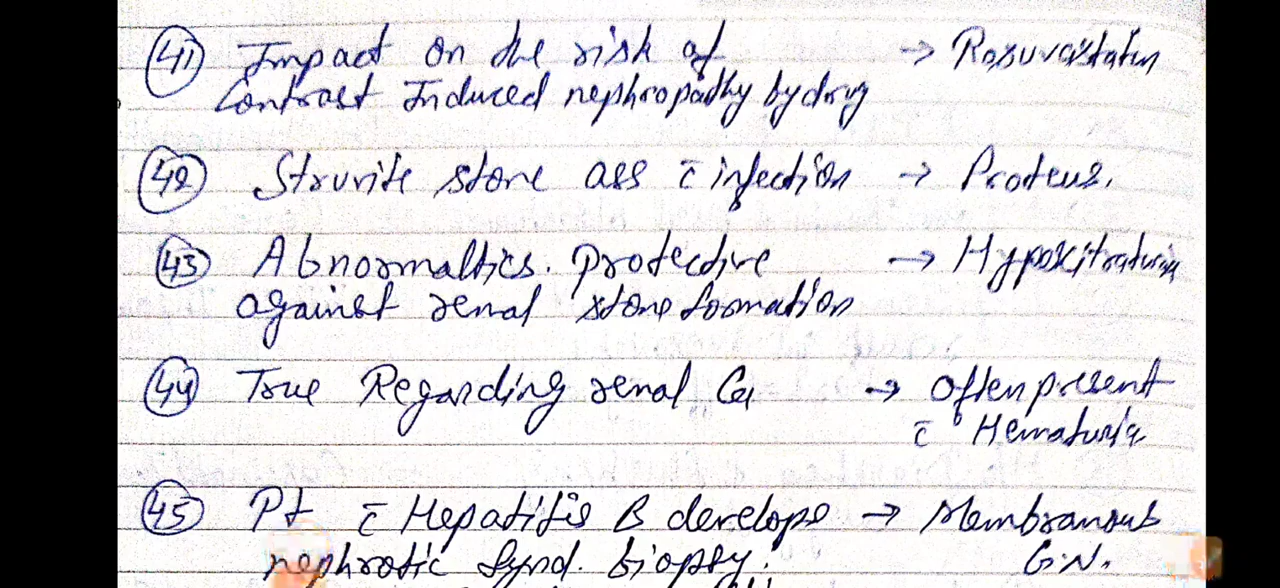 41 Impact on the risk of → Rosuvastatin
Contrast Induced nephropathy by drug
42 Struvite stone ass c̄ infection → Proteus.
43 Abnormaltics. protective → Hypocitraturia
against renal stone formation
44 True Regarding renal Ca → Often present
c̄ Hematuria
45 Pt c̄ Hepatitis B develops → Membranous
nephrotic Synd. biopsy. G.N.